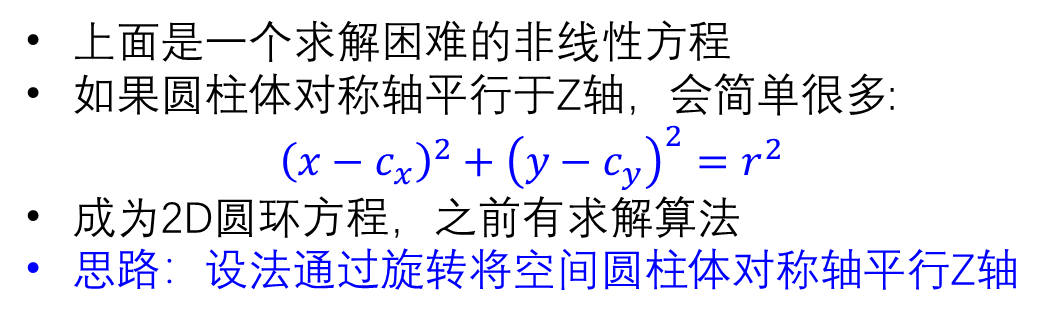 • 上面是一个求解困难的非线性方程
• 如果圆柱体对称轴平行于Z轴，会简单很多:
(x − cₓ)² + (y − c_y)² = r²
• 成为2D圆环方程，之前有求解算法
• 思路：设法通过旋转将空间圆柱体对称轴平行Z轴